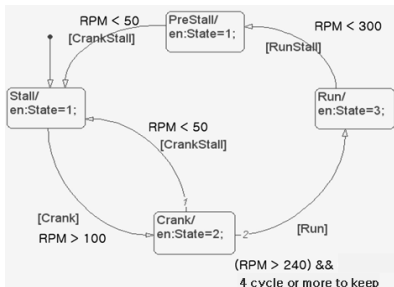 RPM < 50
[CrankStall]
PreStall/
en:State=1;
RPM < 300
[RunStall]
Stall/
en:State=1;
Run/
en:State=3;
RPM < 50
[CrankStall]
1
[Crank]
RPM > 100
Crank/
en:State=2;
2
[Run]
(RPM > 240) &&
4 cycle or more to keep